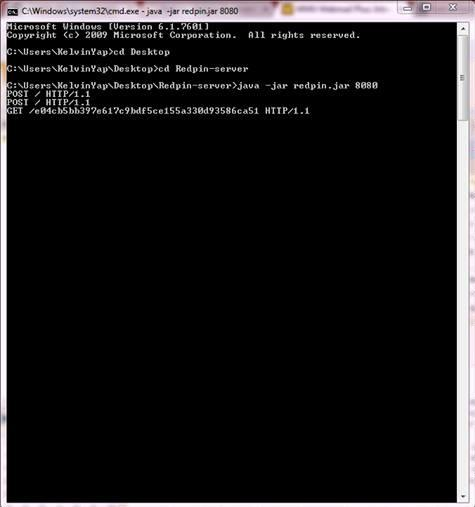 C:\Windows\system32\cmd.exe - java -jar redpin.jar 8080
Microsoft Windows [Version 6.1.7601]
Copyright (c) 2009 Microsoft Corporation.  All rights reserved.
C:\Users\KelvinYap>cd Desktop
C:\Users\KelvinYap\Desktop>cd Redpin-server
C:\Users\KelvinYap\Desktop\Redpin-server>java -jar redpin.jar 8080
POST / HTTP/1.1
POST / HTTP/1.1
GET /e04cb5bb397e617c9bdf5ce155a330d93586ca51 HTTP/1.1